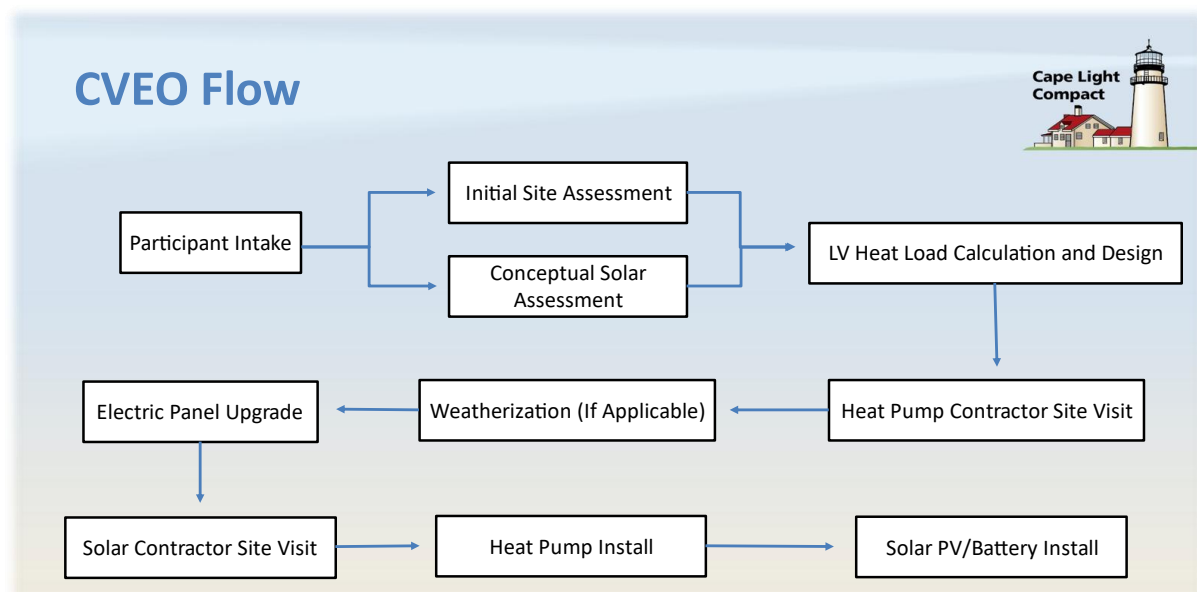 CVEO Flow
Cape Light
Compact
Initial Site Assessment
Participant Intake
Conceptual Solar
Assessment
LV Heat Load Calculation and Design
Electric Panel Upgrade
Weatherization (If Applicable)
Heat Pump Contractor Site Visit
Solar Contractor Site Visit
Heat Pump Install
Solar PV/Battery Install